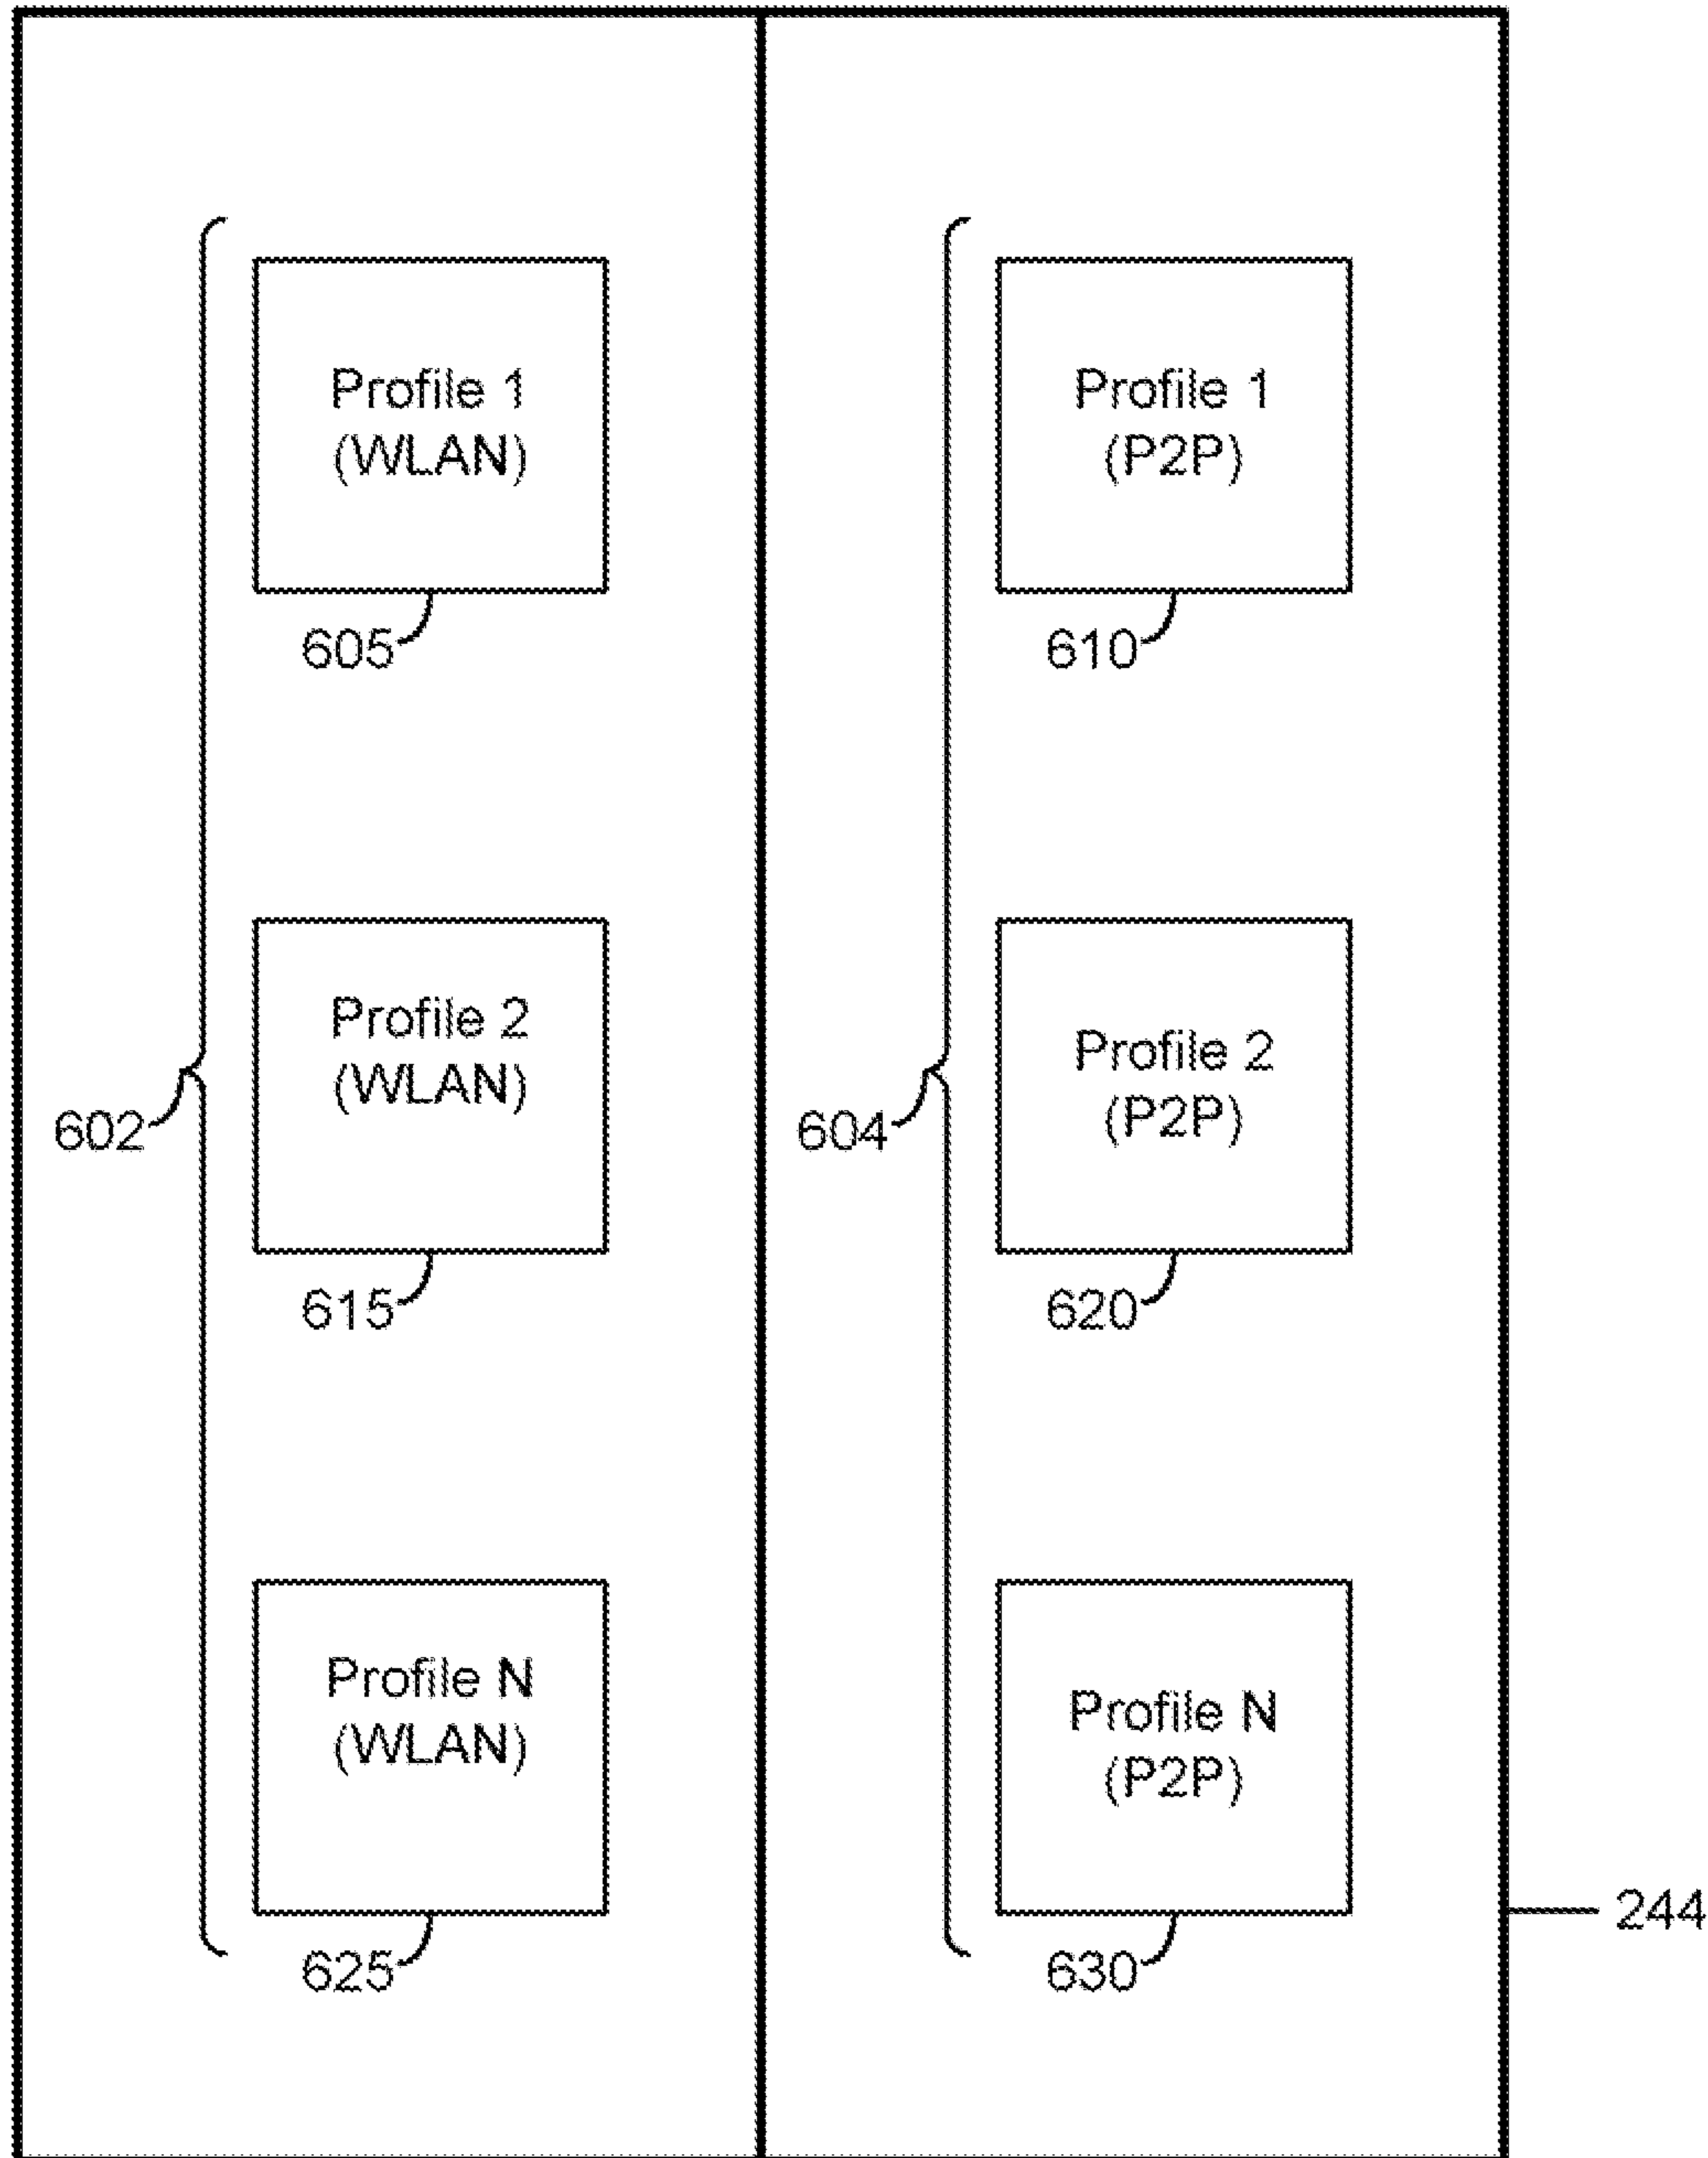 Profile 1
(WLAN)
605
Profile 1
(P2P)
610
602
Profile 2
(WLAN)
615
604
Profile 2
(P2P)
620
Profile N
(WLAN)
625
Profile N
(P2P)
630
244